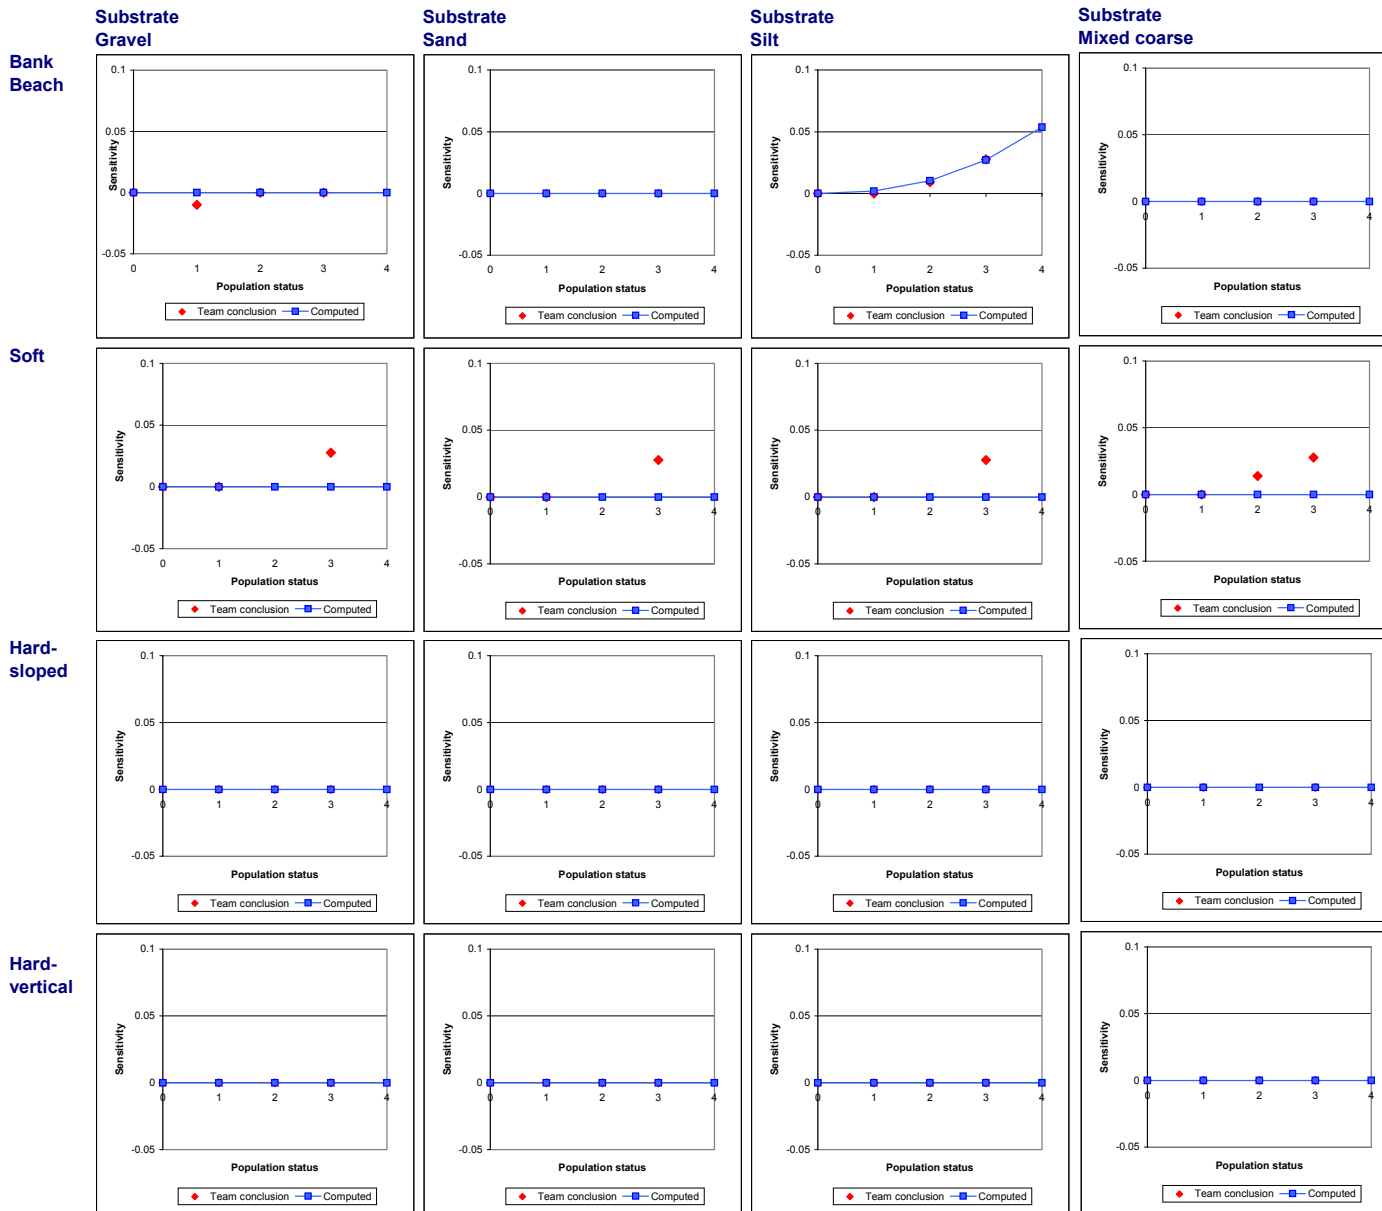 Substrate
Gravel
Substrate
Sand
Substrate
Silt
Substrate
Mixed coarse
Bank
Beach
0.1
0.05
0
-0.05
0 1 2 3 4
Sensitivity
Population status
Team conclusion Computed
0.1
0.05
0
-0.05
0 1 2 3 4
Sensitivity
Population status
Team conclusion Computed
0.1
0.05
0
-0.05
0 1 2 3 4
Sensitivity
Population status
Team conclusion Computed
0.1
0.05
0
0 1 2 3 4
-0.05
Sensitivity
Population status
Team conclusion Computed
Soft
0.1
0.05
0
-0.05
0 1 2 3 4
Sensitivity
Population status
Team conclusion Computed
0.1
0.05
0
0 1 2 3 4
-0.05
Sensitivity
Population status
Team conclusion Computed
0.1
0.05
0
0 1 2 3 4
-0.05
Sensitivity
Population status
Team conclusion Computed
0.1
0.05
0
0 1 2 3 4
-0.05
Sensitivity
Population status
Team conclusion Computed
Hard-
sloped
0.1
0.05
0
0 1 2 3 4
-0.05
Sensitivity
Population status
Team conclusion Computed
0.1
0.05
0
0 1 2 3 4
-0.05
Sensitivity
Population status
Team conclusion Computed
0.1
0.05
0
0 1 2 3 4
-0.05
Sensitivity
Population status
Team conclusion Computed
0.1
0.05
0
0 1 2 3 4
-0.05
Sensitivity
Population status
Team conclusion Computed
Hard-
vertical
0.1
0.05
0
0 1 2 3 4
-0.05
Sensitivity
Population status
Team conclusion Computed
0.1
0.05
0
0 1 2 3 4
-0.05
Sensitivity
Population status
Team conclusion Computed
0.1
0.05
0
0 1 2 3 4
-0.05
Sensitivity
Population status
Team conclusion Computed
0.1
0.05
0
0 1 2 3 4
-0.05
Sensitivity
Population status
Team conclusion Computed